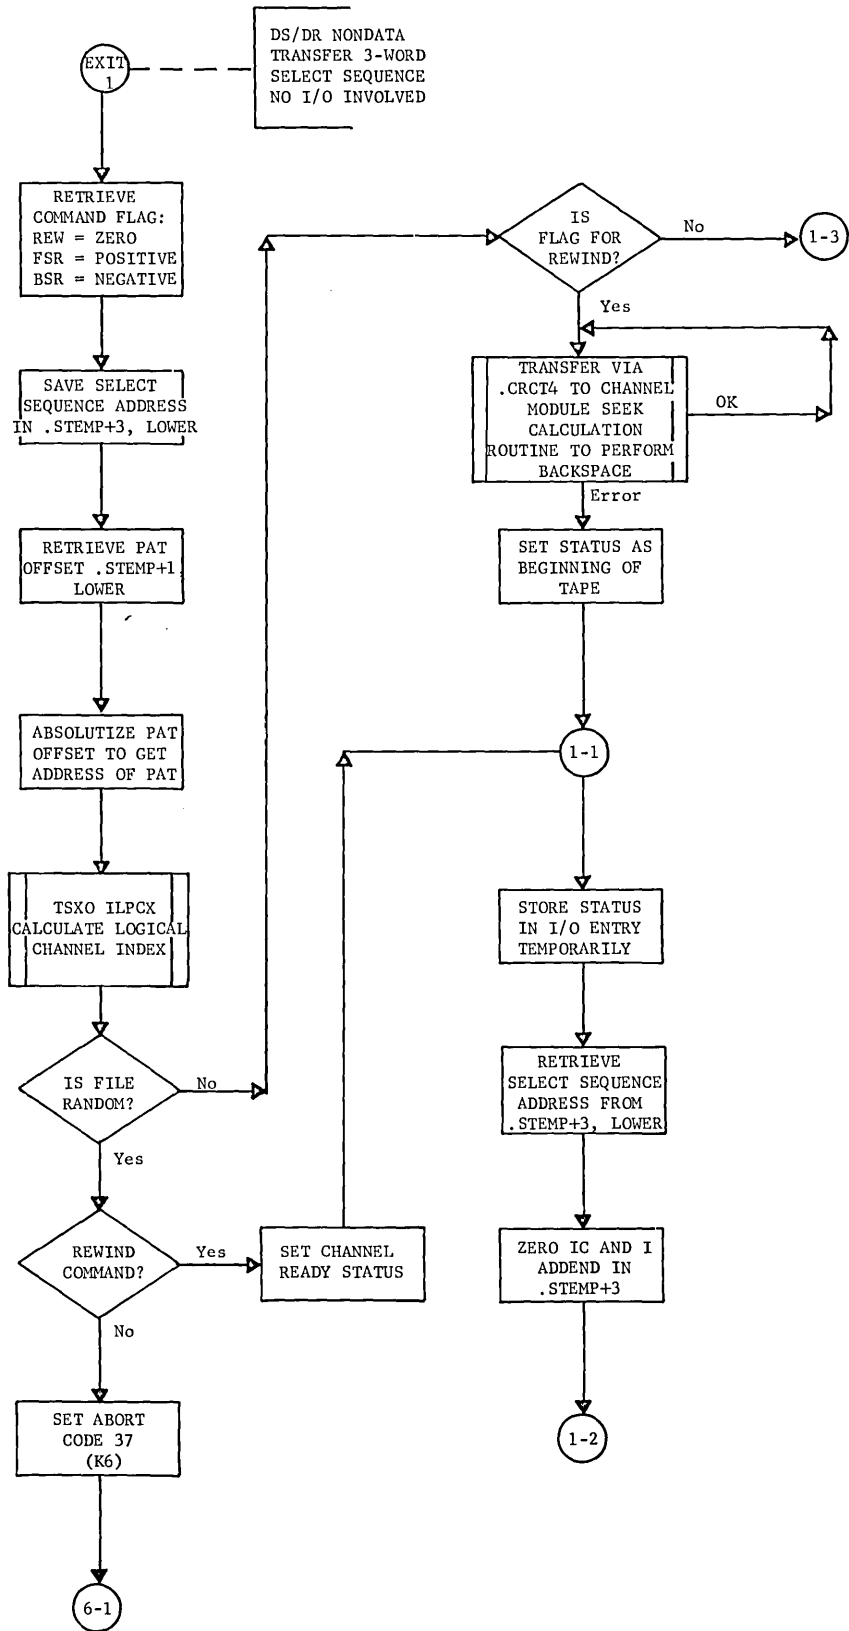 EXIT
1
DS/DR NONDATA
TRANSFER 3-WORD
SELECT SEQUENCE
NO I/O INVOLVED
RETRIEVE
COMMAND FLAG:
REW = ZERO
FSR = POSITIVE
BSR = NEGATIVE
SAVE SELECT
SEQUENCE ADDRESS
IN .STEMP+3, LOWER
RETRIEVE PAT
OFFSET .STEMP+1
LOWER
ABSOLUTIZE PAT
OFFSET TO GET
ADDRESS OF PAT
TSXO ILPCX
CALCULATE LOGICAL
CHANNEL INDEX
IS FILE
RANDOM?
No
Yes
REWIND
COMMAND?
Yes
No
SET CHANNEL
READY STATUS
SET ABORT
CODE 37
(K6)
6-1
IS
FLAG FOR
REWIND?
No
1-3
Yes
TRANSFER VIA
.CRCT4 TO CHANNEL
MODULE SEEK
CALCULATION
ROUTINE TO PERFORM
BACKSPACE
OK
Error
SET STATUS AS
BEGINNING OF
TAPE
1-1
STORE STATUS
IN I/O ENTRY
TEMPORARILY
RETRIEVE
SELECT SEQUENCE
ADDRESS FROM
.STEMP+3, LOWER
ZERO IC AND I
ADDEND IN
.STEMP+3
1-2